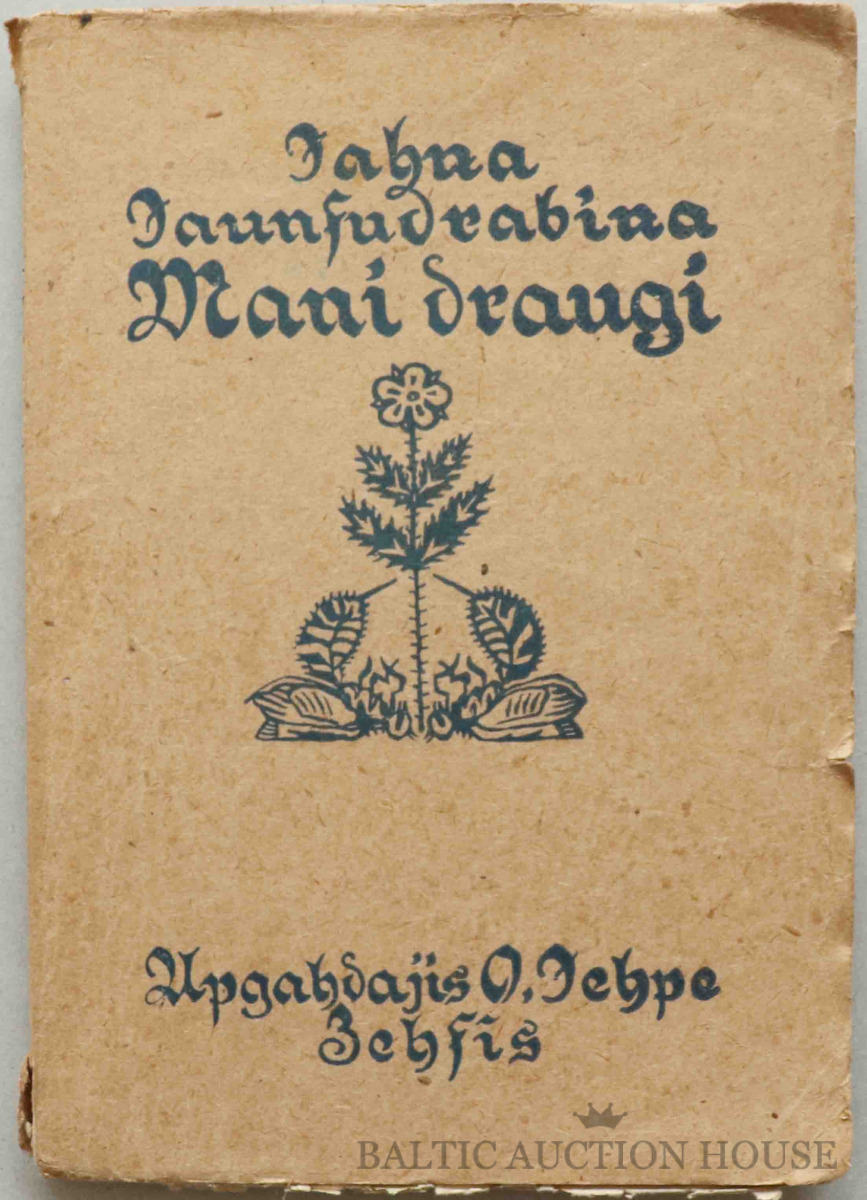 Jahna
Jaunsudrabina
Mani draugi
Apgahdajis O. Jehpe
Zehsis
BALTIC AUCTION HOUSE